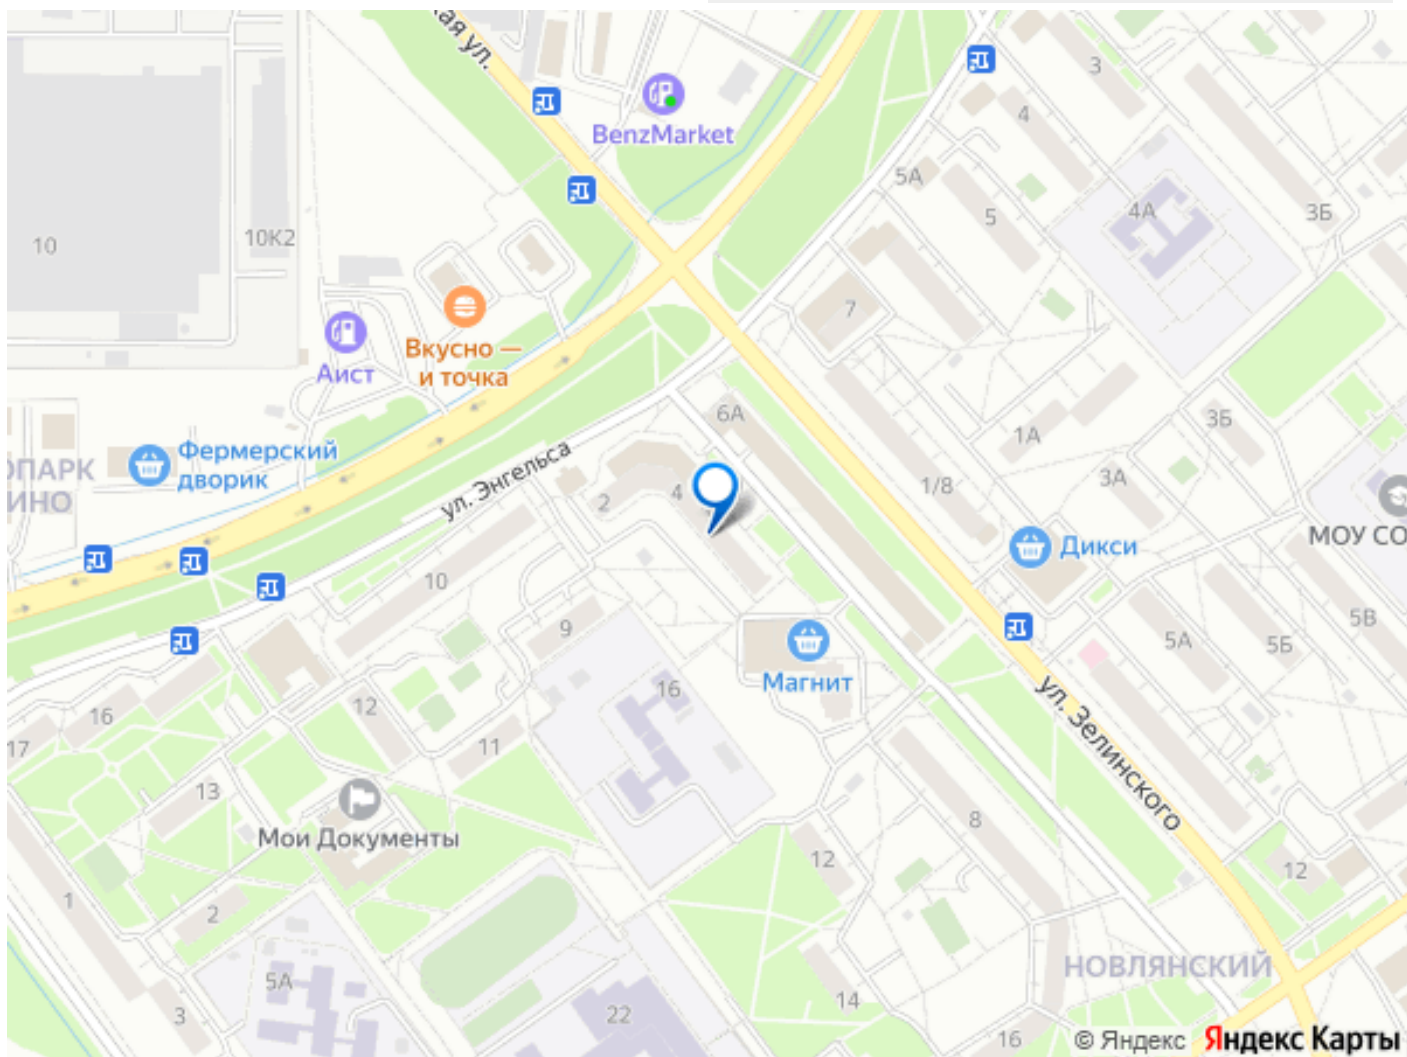 кая ул.
BenzMarket
3
4
5А
5
4А
3Б
10
10К2
7
Вкусно —
и точка
Аист
6А
3Б
1А
Фермерский
дворик
ОПАРК
ИНО
ул. Энгельса
2
4
1/8
3А
МОУ СО
Дикси
10
9
5А
5Б
5В
Магнит
16
ул. Зелинского
16
12
17
11
13
Мои Документы
8
12
12
1
2
НОВЛЯНСКИЙ
5А
14
3
22
16
© Яндекс Яндекс Карты